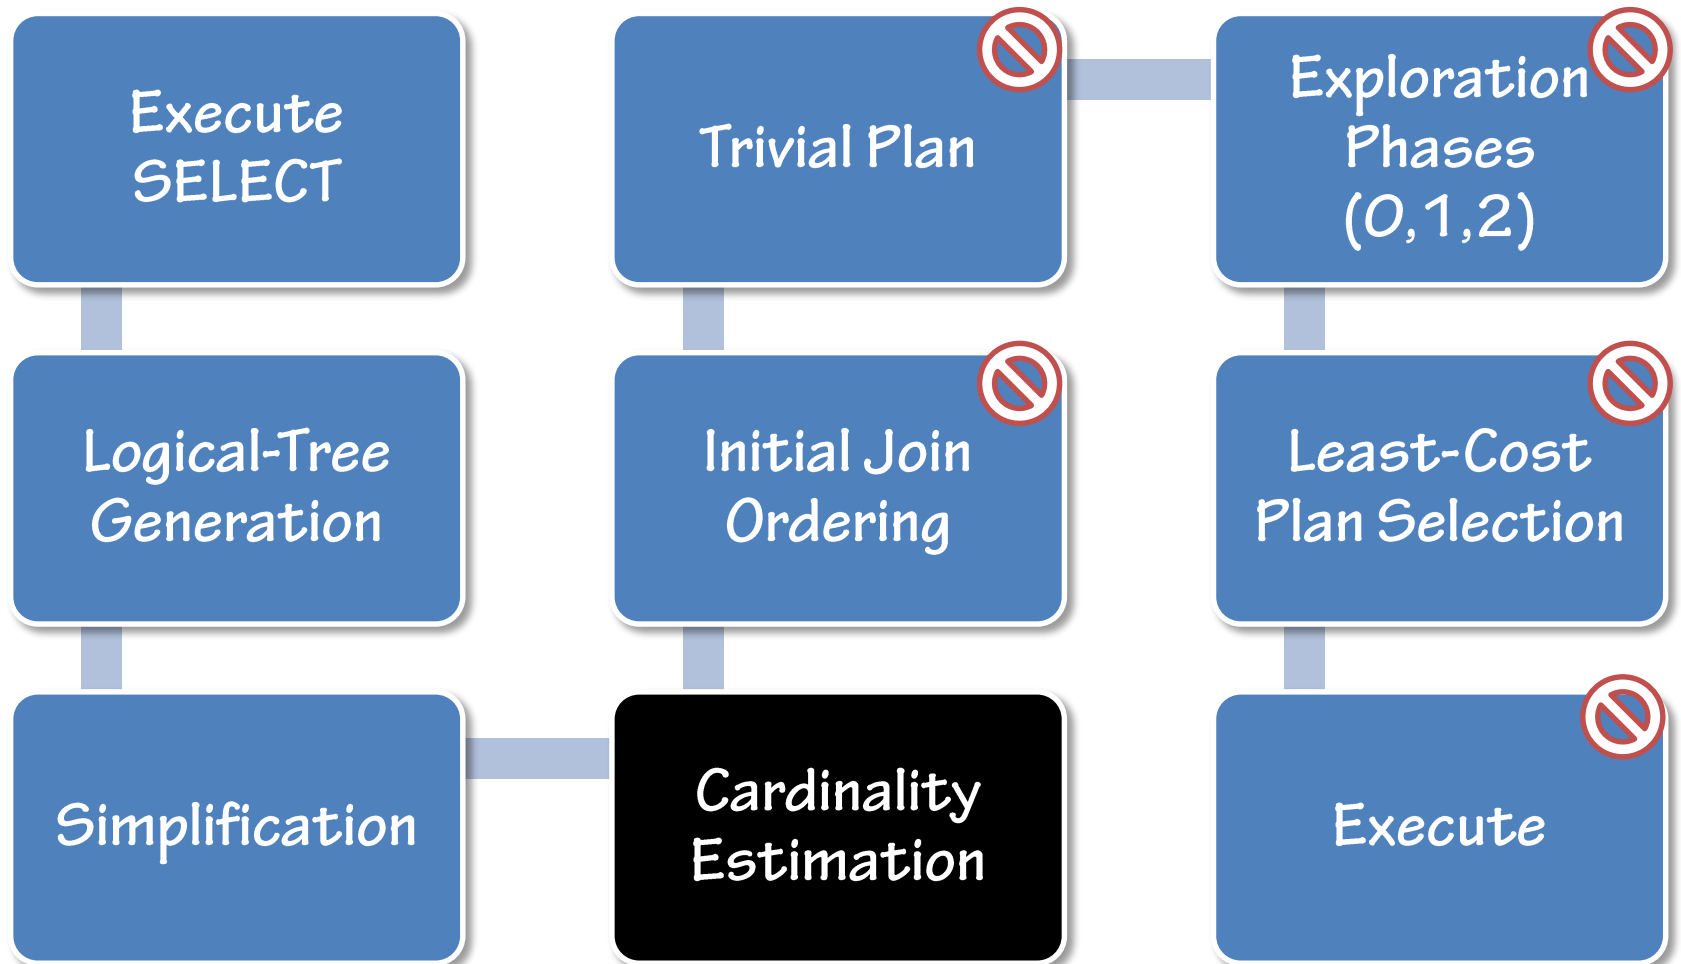 Execute
SELECT
Logical-Tree
Generation
Simplification
Cardinality
Estimation
Initial Join
Ordering
Trivial Plan
Exploration
Phases
(0,1,2)
Least-Cost
Plan Selection
Execute